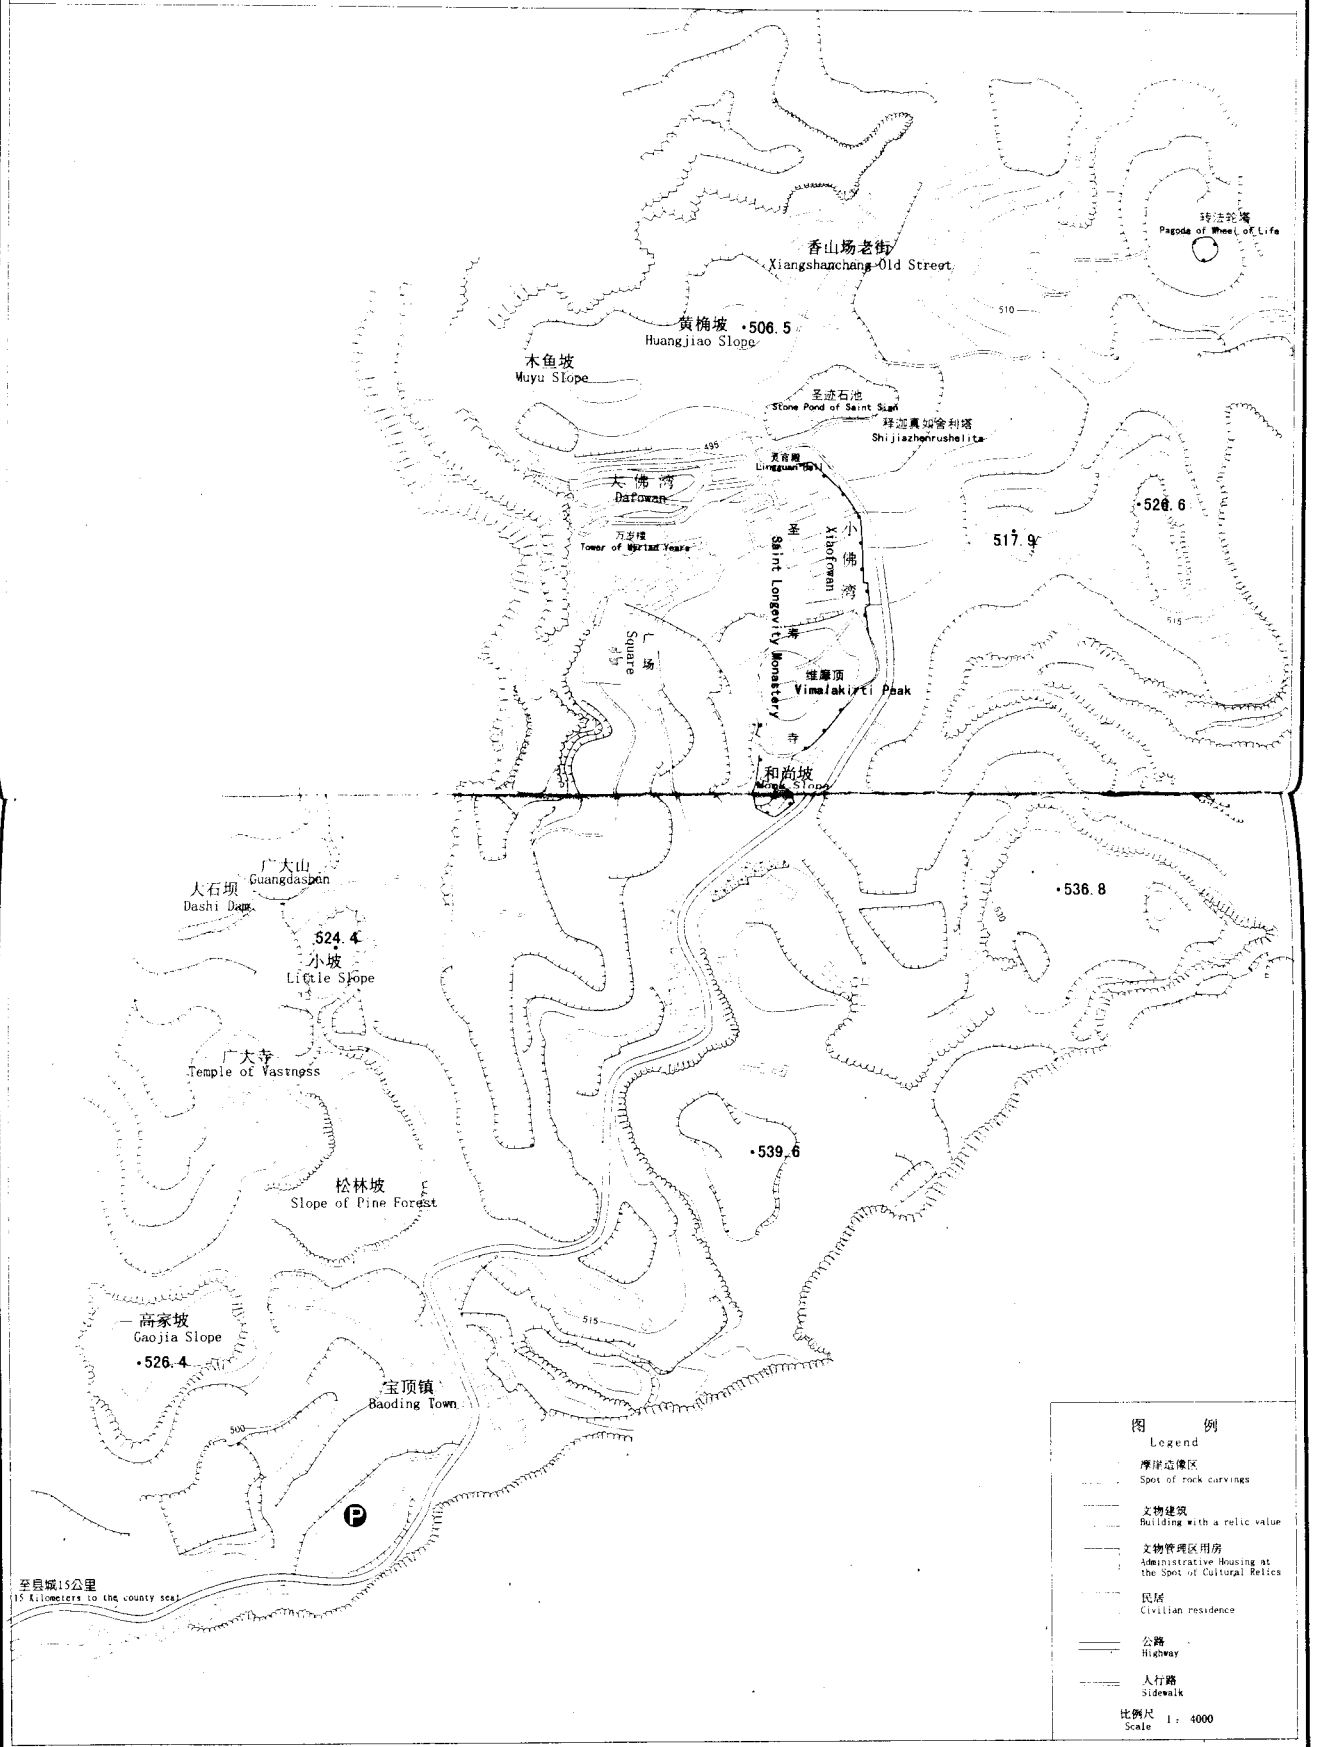 转法轮塔
Pagoda of Wheel of Life
香山场老街
Xiangshanchang Old Street
510
黄桷坡 ·506.5
Huangjiao Slope
木鱼坡
Muyu Slope
圣迹石池
Stone Pond of Saint Sign
释迦真如舍利塔
Shijiazhenrushelita
495
灵官殿
Lingguan Hall
大佛湾
Dafowan
·526.6
万岁楼
Tower of Myriad Years
517.9
小佛湾
Xiaofowan
圣寿寺
Saint Longevity Monastery
515
广场
Square
维摩顶
Vimalakirti Peak
和尚坡
Monk Slope
广大山
Guangdashan
大石坝
Dashi Dam
·536.8
530
524.4
小坡
Little Slope
广大寺
Temple of Vastness
·539.6
松林坡
Slope of Pine Forest
高家坡
Gaojia Slope
·526.4
515
宝顶镇
Baoding Town
500
P
至县城15公里
15 Kilometers to the county seat
图 例
Legend
摩崖造像区
Spot of rock carvings
文物建筑
Building with a relic value
文物管理区用房
Administrative Housing at
the Spot of Cultural Relics
民居
Civilian residence
公路
Highway
人行路
Sidewalk
比例尺 1: 4000
Scale